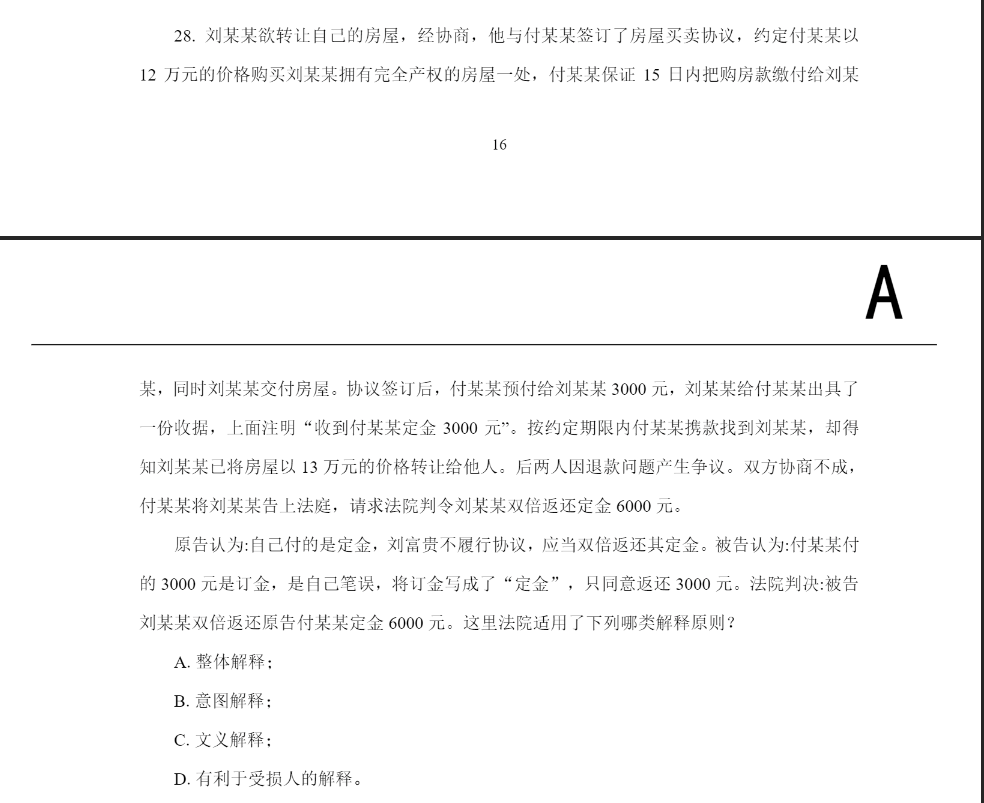 28. 刘某某欲转让自己的房屋，经协商，他与付某某签订了房屋买卖协议，约定付某某以
12 万元的价格购买刘某某拥有完全产权的房屋一处，付某某保证 15 日内把购房款缴付给刘某
16
A
某，同时刘某某交付房屋。协议签订后，付某某预付给刘某某 3000 元，刘某某给付某某出具了
一份收据，上面注明“收到付某某定金 3000 元”。按约定期限内付某某携款找到刘某某，却得
知刘某某已将房屋以 13 万元的价格转让给他人。后两人因退款问题产生争议。双方协商不成，
付某某将刘某某告上法庭，请求法院判令刘某某双倍返还定金 6000 元。
原告认为:自己付的是定金，刘富贵不履行协议，应当双倍返还其定金。被告认为:付某某付
的 3000 元是订金，是自己笔误，将订金写成了“定金”，只同意返还 3000 元。法院判决:被告
刘某某双倍返还原告付某某定金 6000 元。这里法院适用了下列哪类解释原则？
A. 整体解释；
B. 意图解释；
C. 文义解释；
D. 有利于受损人的解释。